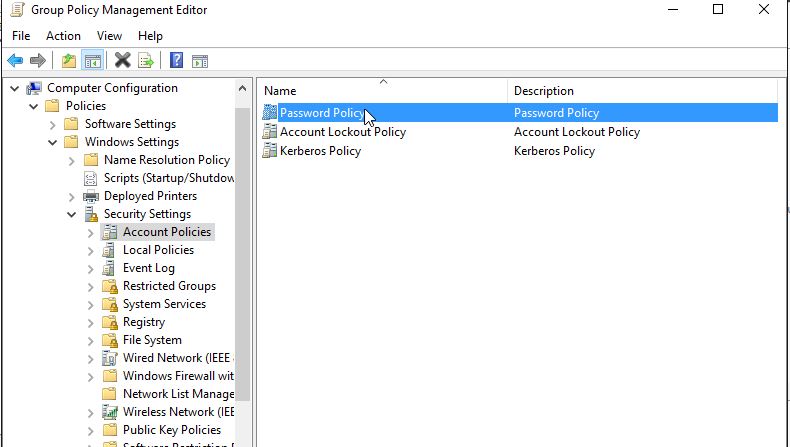 Group Policy Management Editor
File Action View Help
Computer Configuration
Policies
Software Settings
Windows Settings
Name Resolution Policy
Scripts (Startup/Shutdow
Deployed Printers
Security Settings
Account Policies
Local Policies
Event Log
Restricted Groups
System Services
Registry
File System
Wired Network (IEEE
Windows Firewall wit
Network List Manage
Wireless Network (IEE
Public Key Policies
Software Restriction
Name Description
Password Policy Password Policy
Account Lockout Policy Account Lockout Policy
Kerberos Policy Kerberos Policy